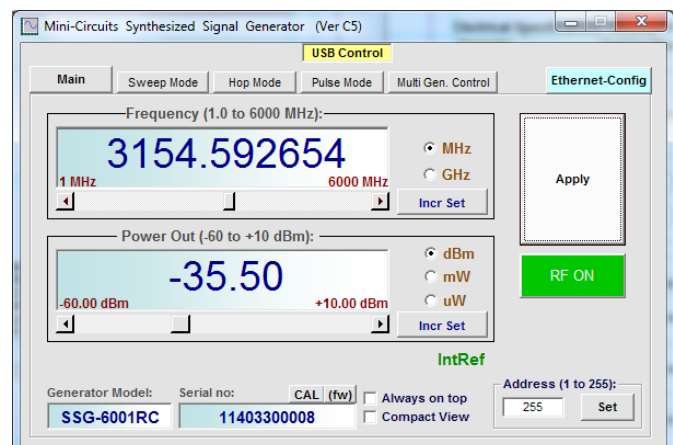 Mini-Circuits Synthesized Signal Generator (Ver C5)
USB Control
Main Sweep Mode Hop Mode Pulse Mode Multi Gen. Control Ethernet-Config
Frequency (1.0 to 6000 MHz):
3154.592654
1 MHz 6000 MHz
MHz
GHz
Incr Set
Apply
Power Out (-60 to +10 dBm):
-35.50
-60.00 dBm +10.00 dBm
dBm
mW
uW
Incr Set
RF ON
IntRef
Generator Model: Serial no: CAL (fw)
SSG-6001RC 11403300008
Always on top
Compact View
Address (1 to 255):
255 Set